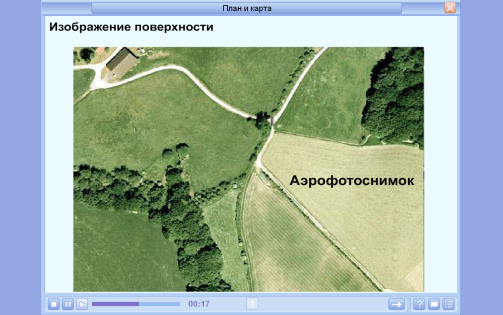 План и карта
Изображение поверхности
Аэрофотоснимок
00:17
?